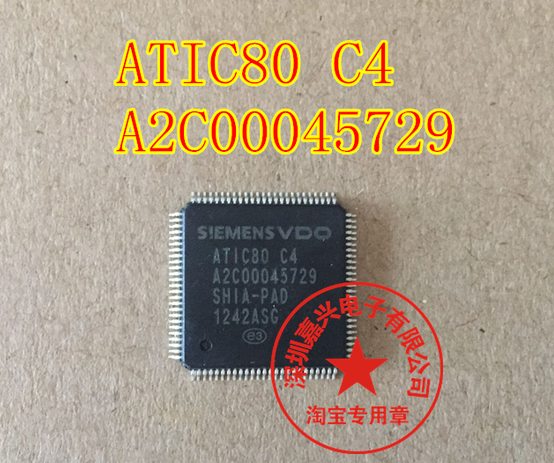 ATIC80 C4
A2C00045729
SIEMENSVDO
ATIC80 C4
A2C00045729
SHIA-PAD
1242ASG
e3
深圳嘉兴电子有限公司
淘宝专用章